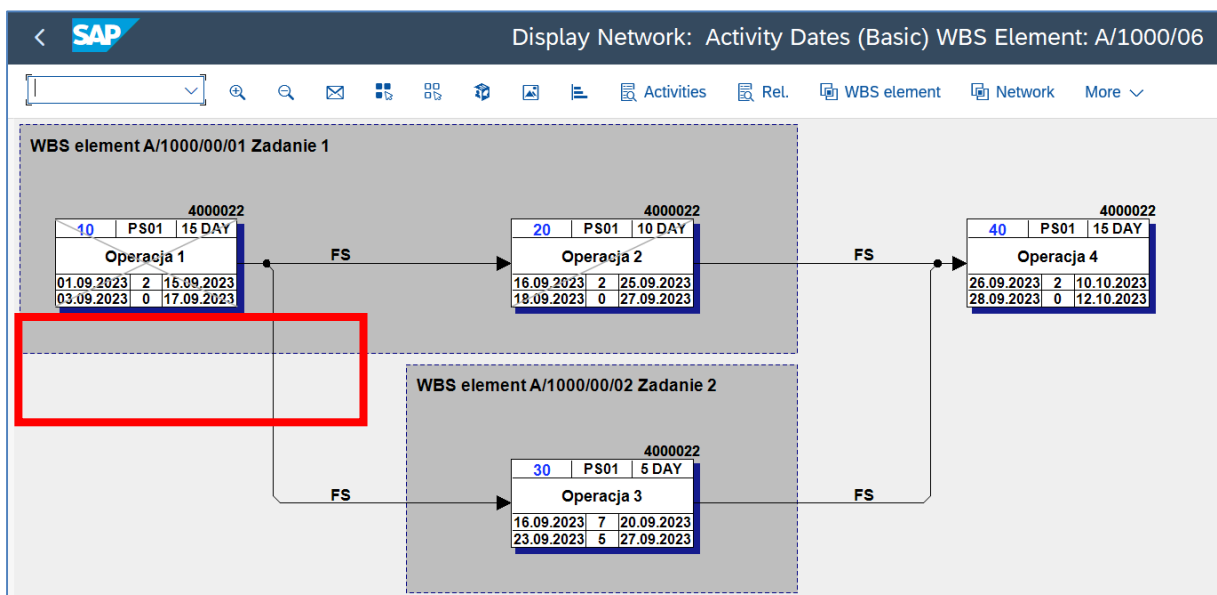 SAP
Display Network: Activity Dates (Basic) WBS Element: A/1000/06
Activities Rel. WBS element Network More
WBS element A/1000/00/01 Zadanie 1
4000022
10 PS01 15 DAY
Operacja 1
01.09.2023 2 15.09.2023
03.09.2023 0 17.09.2023
FS
4000022
20 PS01 10 DAY
Operacja 2
16.09.2023 2 25.09.2023
18.09.2023 0 27.09.2023
FS
4000022
40 PS01 15 DAY
Operacja 4
26.09.2023 2 10.10.2023
28.09.2023 0 12.10.2023
WBS element A/1000/00/02 Zadanie 2
FS
4000022
30 PS01 5 DAY
Operacja 3
16.09.2023 7 20.09.2023
23.09.2023 5 27.09.2023
FS